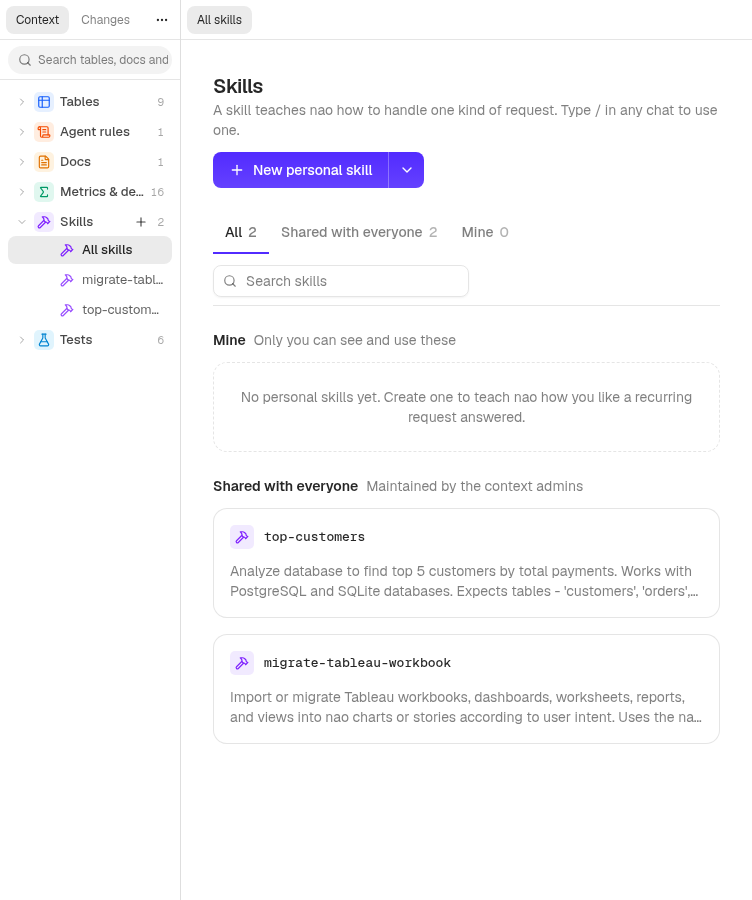 Context
Changes
All skills
Search tables, docs and
Tables 9
Agent rules 1
Docs 1
Metrics & de... 16
Skills 2
All skills
migrate-tabl...
top-custom...
Tests 6
Skills
A skill teaches nao how to handle one kind of request. Type / in any chat to use
one.
New personal skill
All 2
Shared with everyone 2
Mine 0
Search skills
Mine Only you can see and use these
No personal skills yet. Create one to teach nao how you like a recurring
request answered.
Shared with everyone Maintained by the context admins
top-customers
Analyze database to find top 5 customers by total payments. Works with
PostgreSQL and SQLite databases. Expects tables - 'customers', 'orders',...
migrate-tableau-workbook
Import or migrate Tableau workbooks, dashboards, worksheets, reports,
and views into nao charts or stories according to user intent. Uses the na...